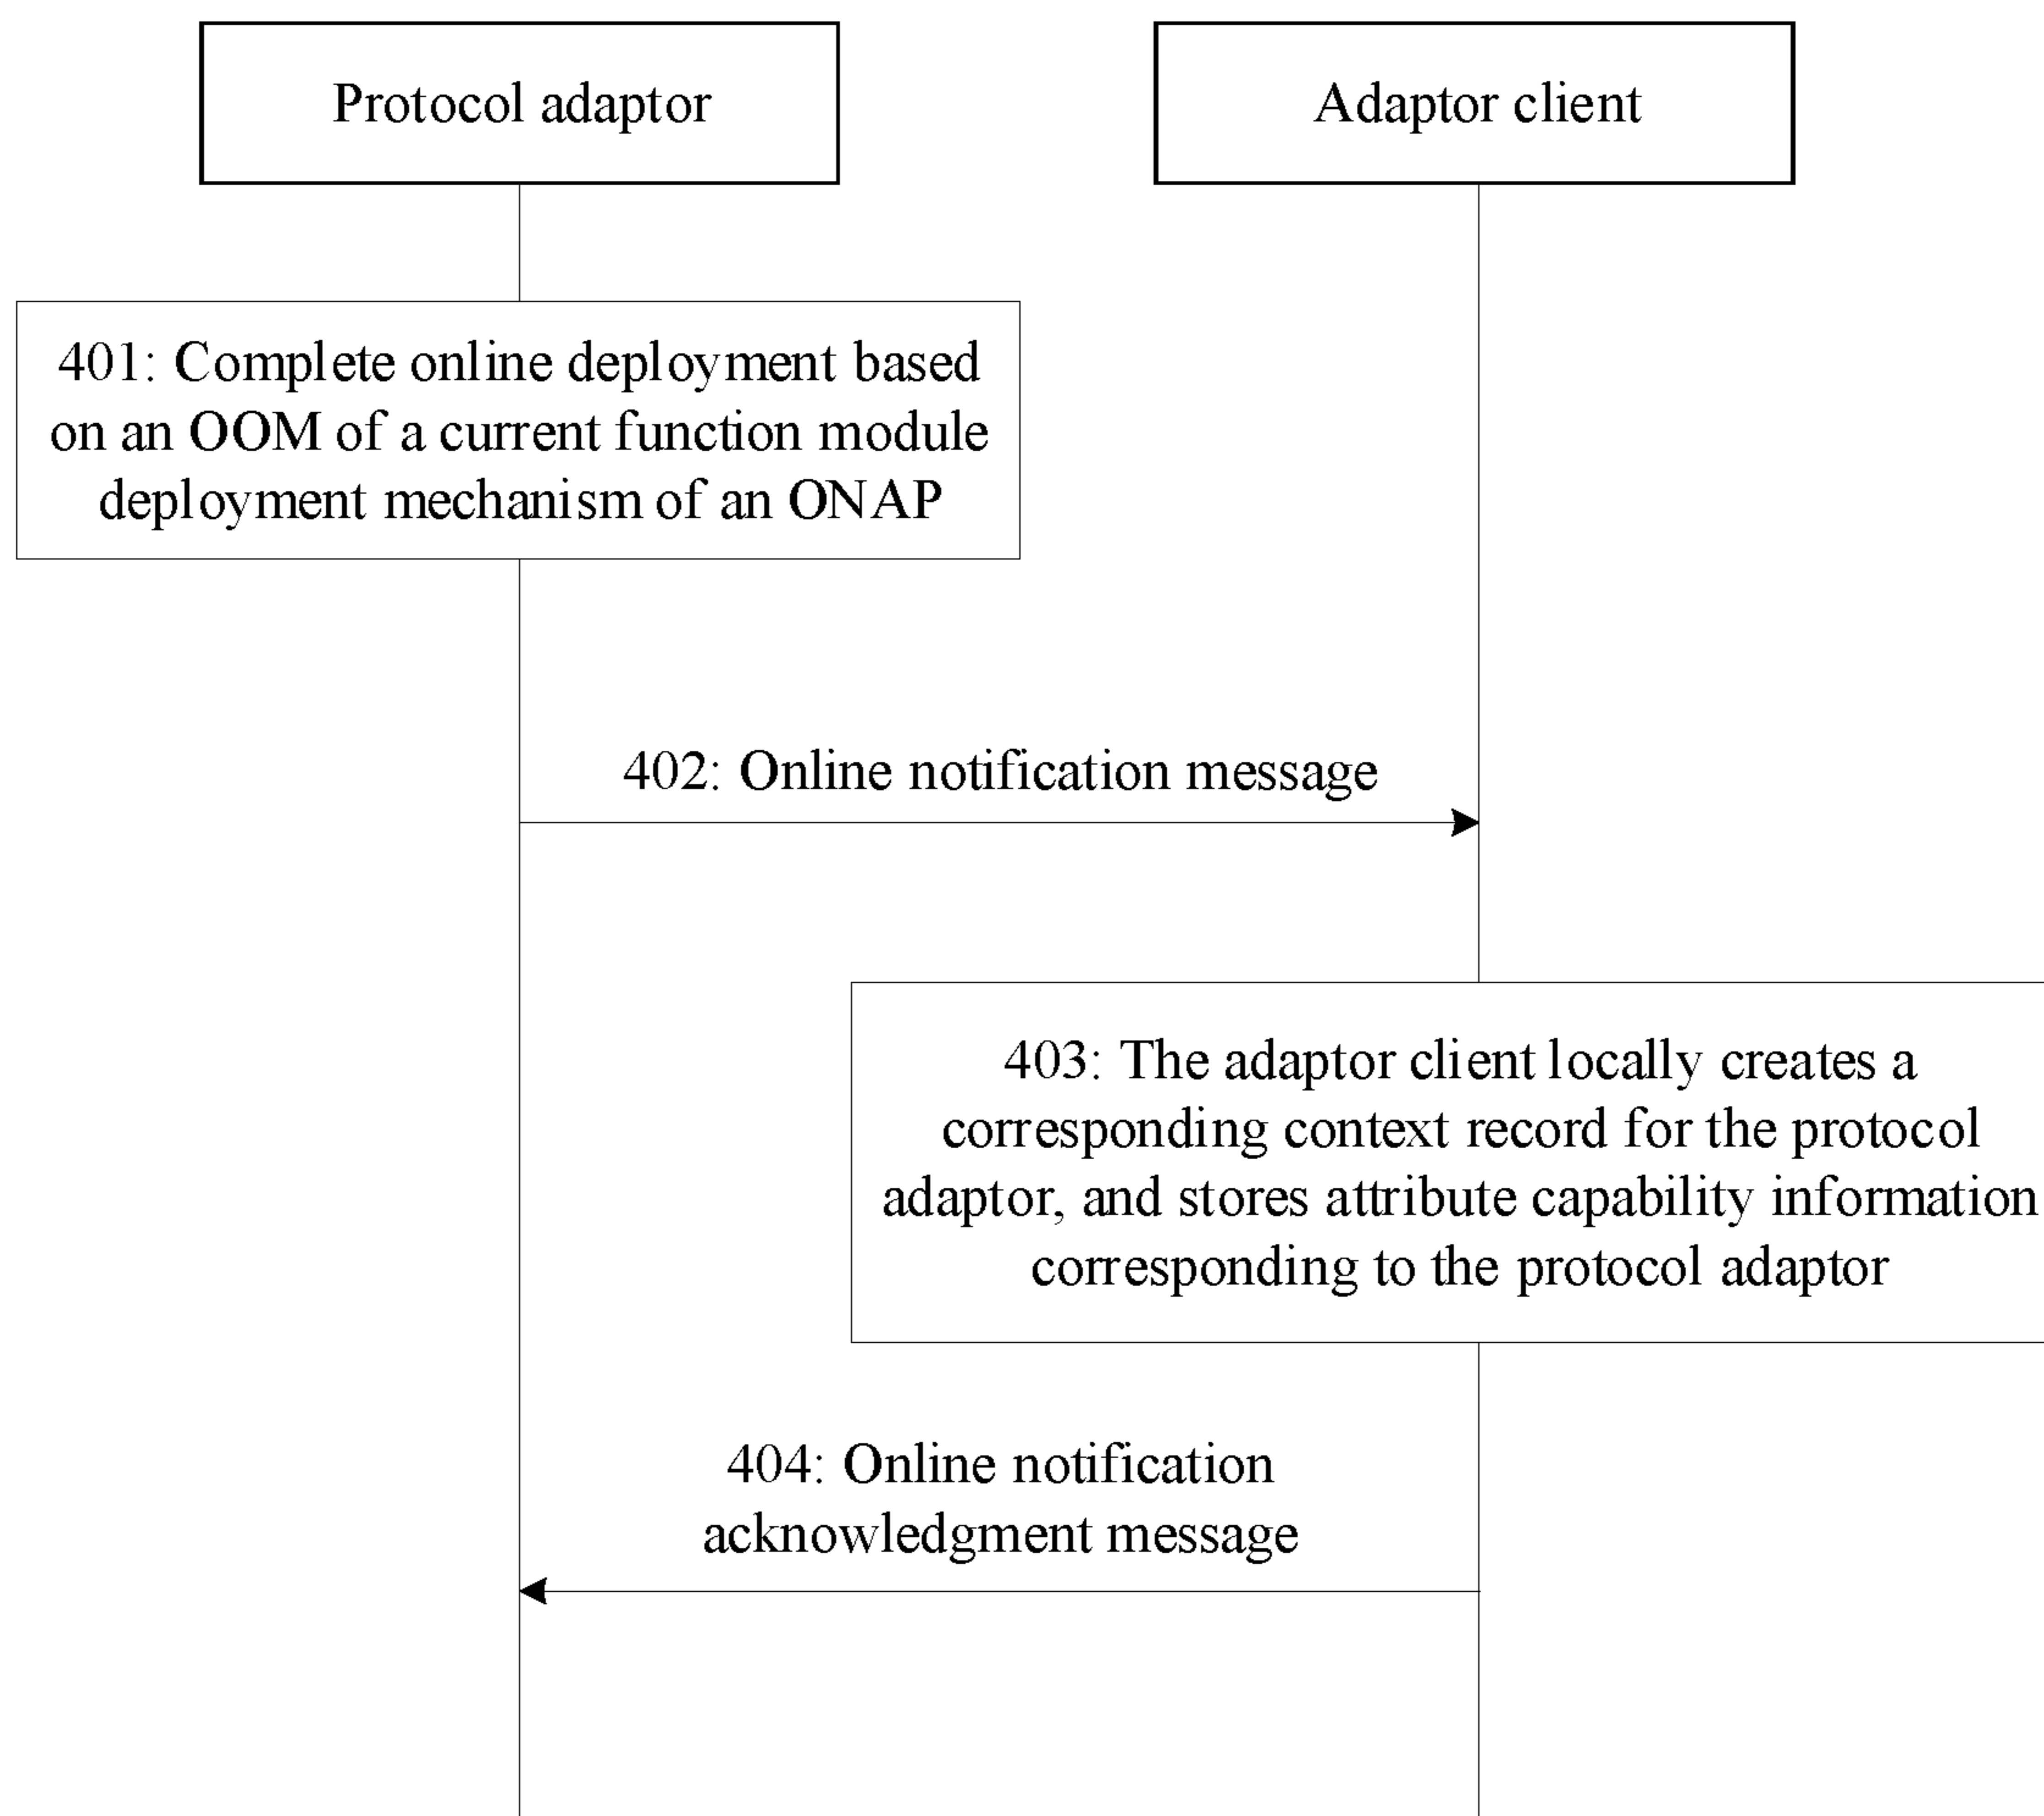 Protocol adaptor
Adaptor client
401: Complete online deployment based
on an OOM of a current function module
deployment mechanism of an ONAP
402: Online notification message
403: The adaptor client locally creates a
corresponding context record for the protocol
adaptor, and stores attribute capability information
corresponding to the protocol adaptor
404: Online notification
acknowledgment message